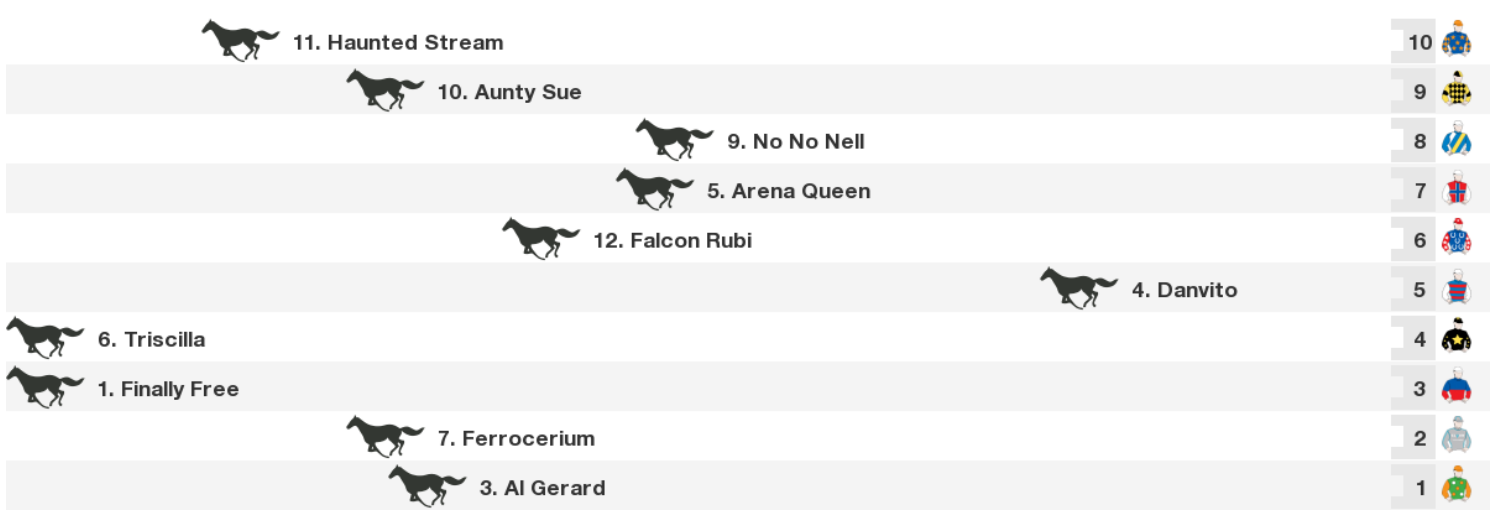 11. Haunted Stream 10
10. Aunty Sue 9
9. No No Nell 8
5. Arena Queen 7
12. Falcon Rubi 6
4. Danvito 5
6. Triscilla 4
1. Finally Free 3
7. Ferrocerium 2
3. Al Gerard 1